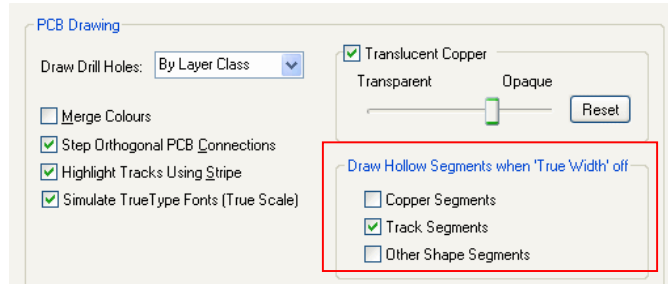 PCB Drawing
Draw Drill Holes: By Layer Class
Merge Colours
Step Orthogonal PCB Connections
Highlight Tracks Using Stripe
Simulate TrueType Fonts (True Scale)
Translucent Copper
Transparent Opaque
Reset
Draw Hollow Segments when 'True Width' off
Copper Segments
Track Segments
Other Shape Segments